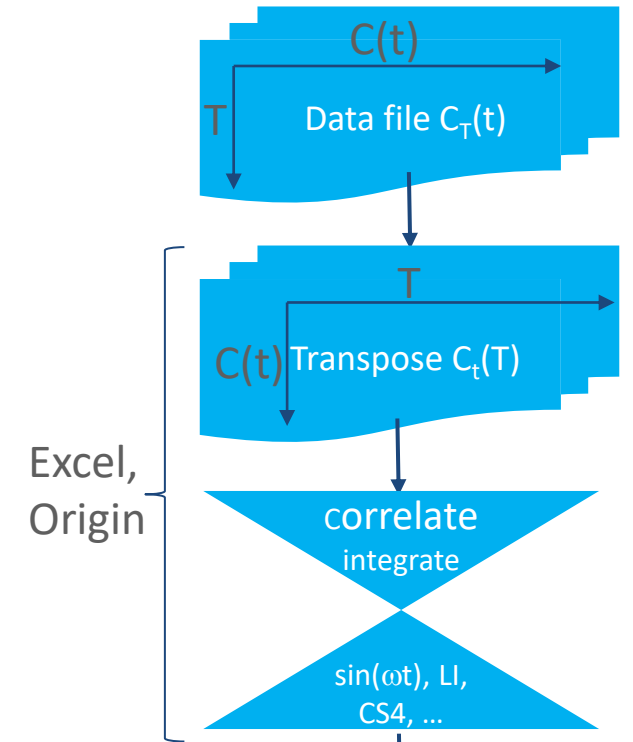 C(t)
T
Data file C_T(t)
T
C(t)
Transpose C_t(T)
Excel,
Origin
correlate
integrate
sin(ωt), LI,
CS4, ...